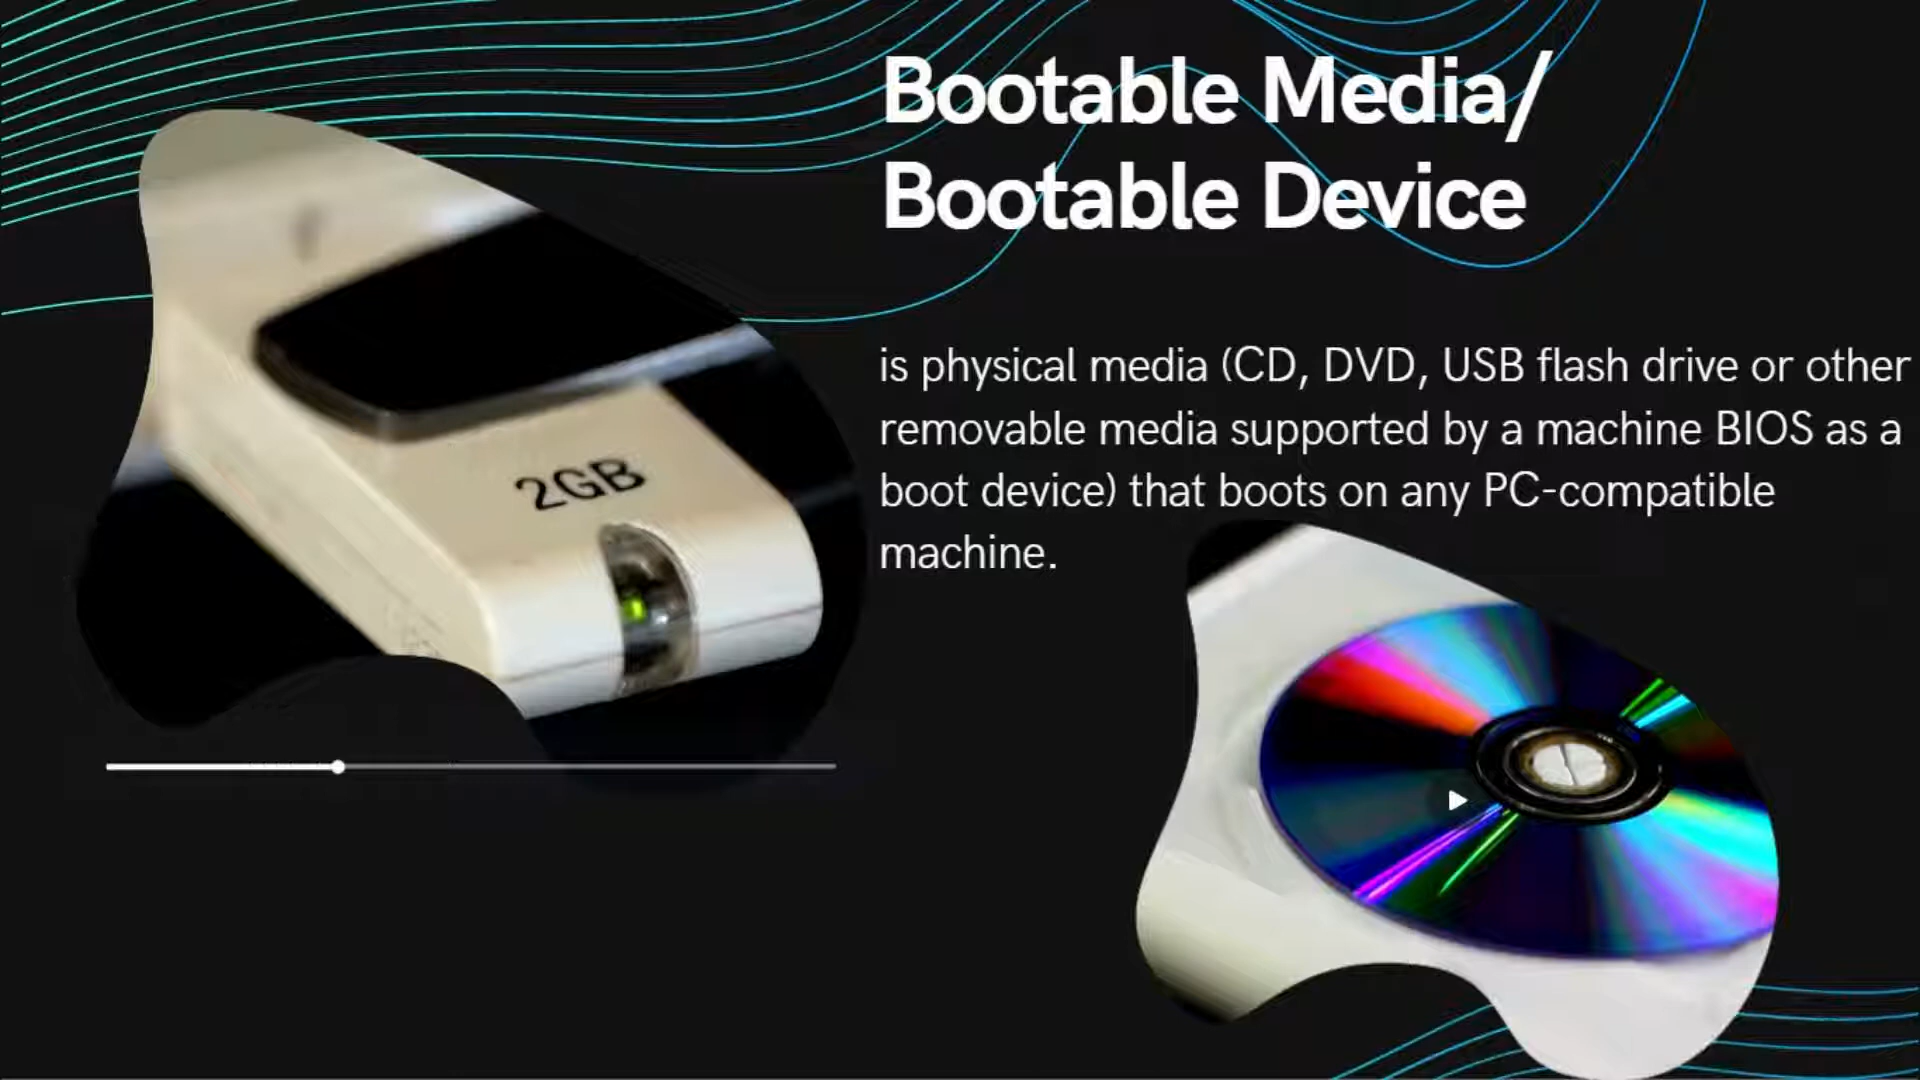 Bootable Media/
Bootable Device
is physical media (CD, DVD, USB flash drive or other
removable media supported by a machine BIOS as a
boot device) that boots on any PC-compatible
machine.
2GB